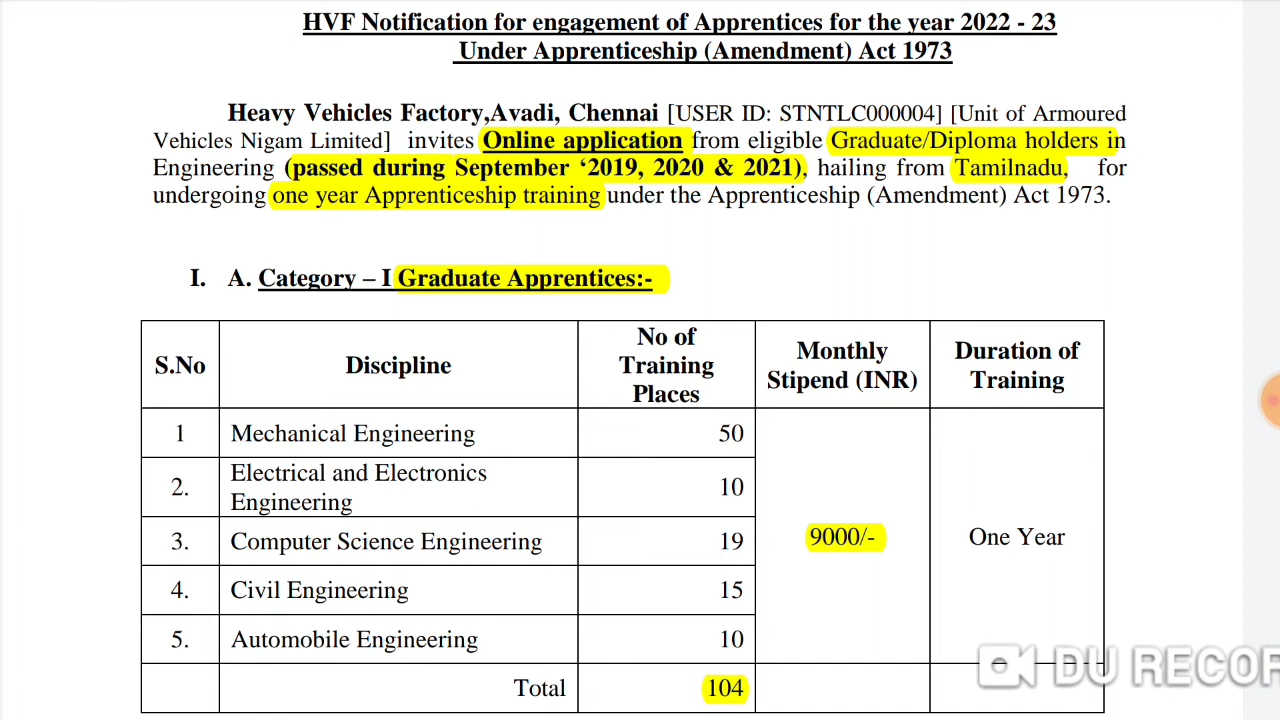 HVF Notification for engagement of Apprentices for the year 2022 - 23
Under Apprenticeship (Amendment) Act 1973
Heavy Vehicles Factory,Avadi, Chennai [USER ID: STNTLC000004] [Unit of Armoured
Vehicles Nigam Limited] invites Online application from eligible Graduate/Diploma holders in
Engineering (passed during September ‘2019, 2020 & 2021), hailing from Tamilnadu, for
undergoing one year Apprenticeship training under the Apprenticeship (Amendment) Act 1973.
I. A. Category – I Graduate Apprentices:-
S.No Discipline No of Training Places Monthly Stipend (INR) Duration of Training
1 Mechanical Engineering 50
2. Electrical and Electronics Engineering 10
3. Computer Science Engineering 19 9000/- One Year
4. Civil Engineering 15
5. Automobile Engineering 10
Total 104
DU RECOR